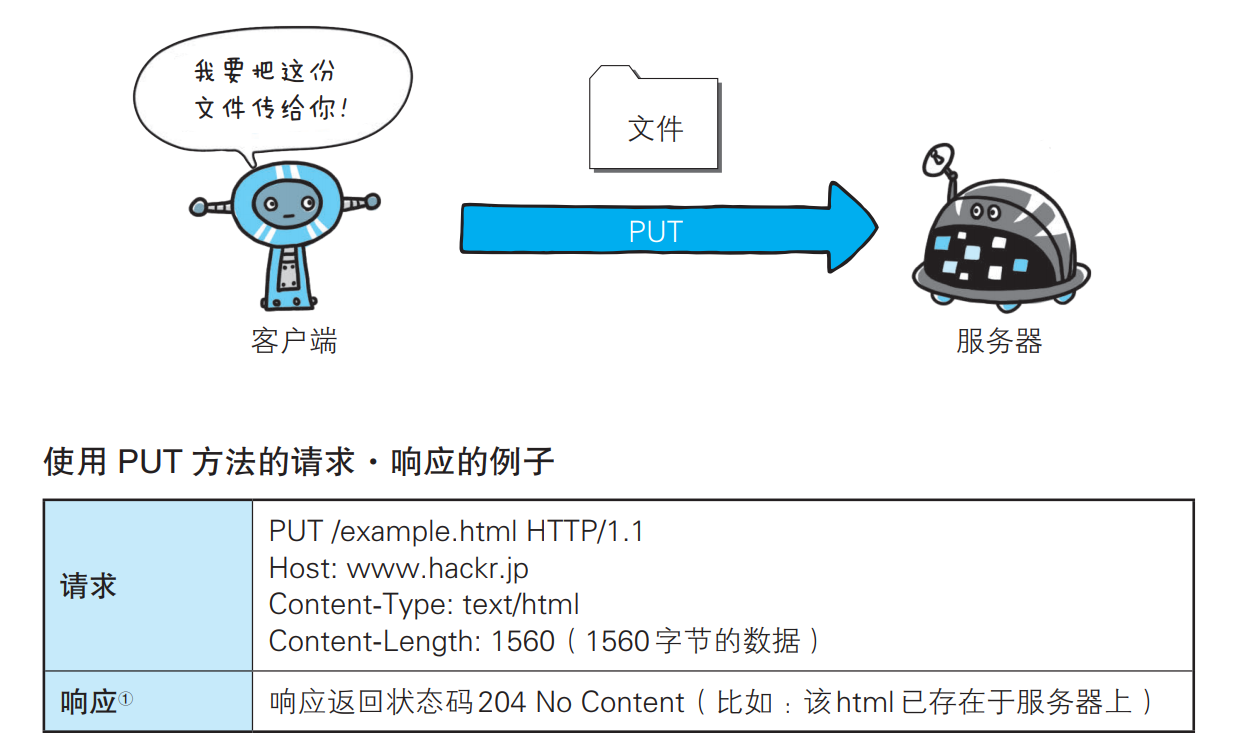 我要把这份
文件传给你!
文件
PUT
客户端
服务器
使用 PUT 方法的请求・响应的例子
请求
PUT /example.html HTTP/1.1
Host: www.hackr.jp
Content-Type: text/html
Content-Length: 1560（1560字节的数据）
响应①
响应返回状态码204 No Content（比如：该html已存在于服务器上）